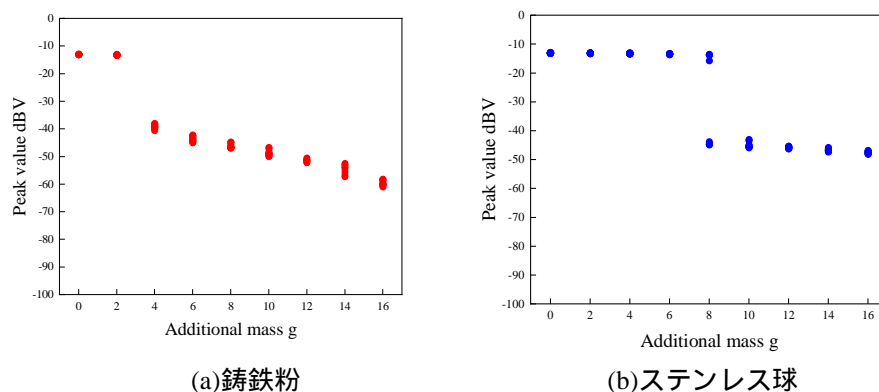 0
-10
-20
-30
-40
-50
-60
-70
-80
-90
-100
Peak value dBV
0 2 4 6 8 10 12 14 16
Additional mass g
(a)鋳鉄粉
0
-10
-20
-30
-40
-50
-60
-70
-80
-90
-100
Peak value dBV
0 2 4 6 8 10 12 14 16
Additional mass g
(b)ステンレス球